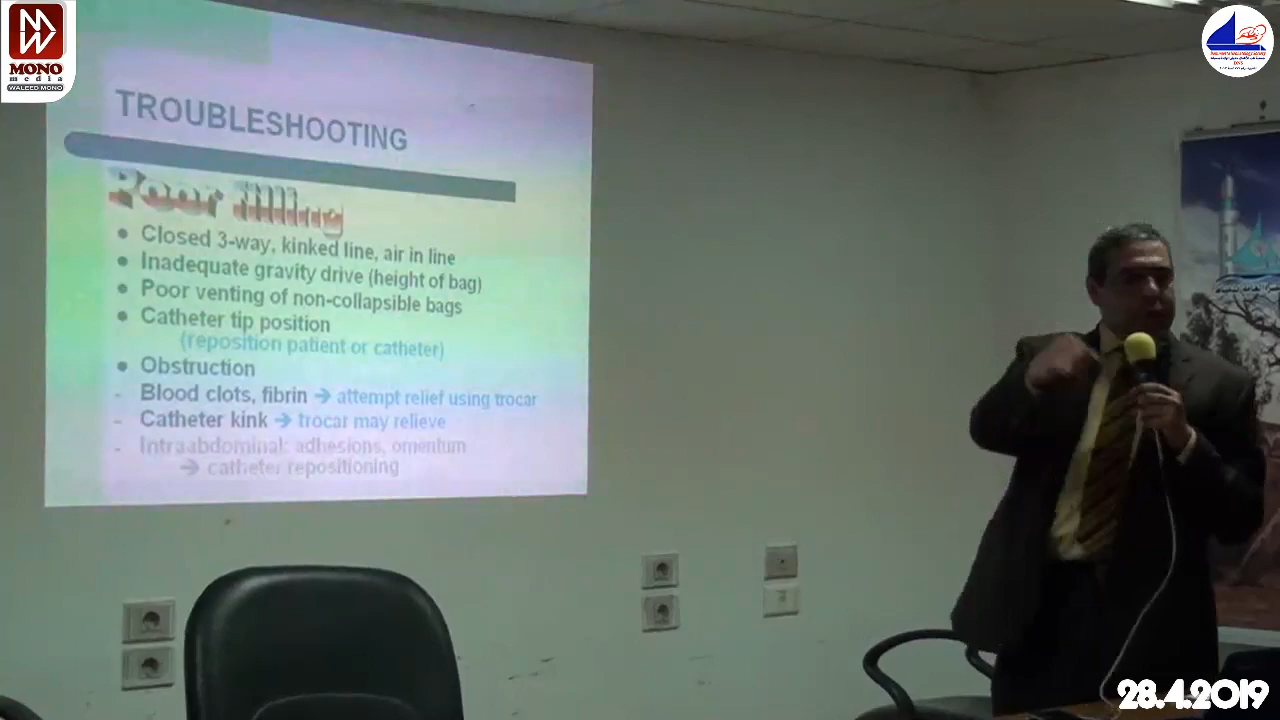 MONO
media
WALEED MONO
DNS
TROUBLESHOOTING
Poor filling
• Closed 3-way, kinked line, air in line
• Inadequate gravity drive (height of bag)
• Poor venting of non-collapsible bags
• Catheter tip position
(reposition patient or catheter)
• Obstruction
- Blood clots, fibrin → attempt relief using trocar
- Catheter kink → trocar may relieve
- Intraabdominal: adhesions, omentum
→ catheter repositioning
28.4.2019